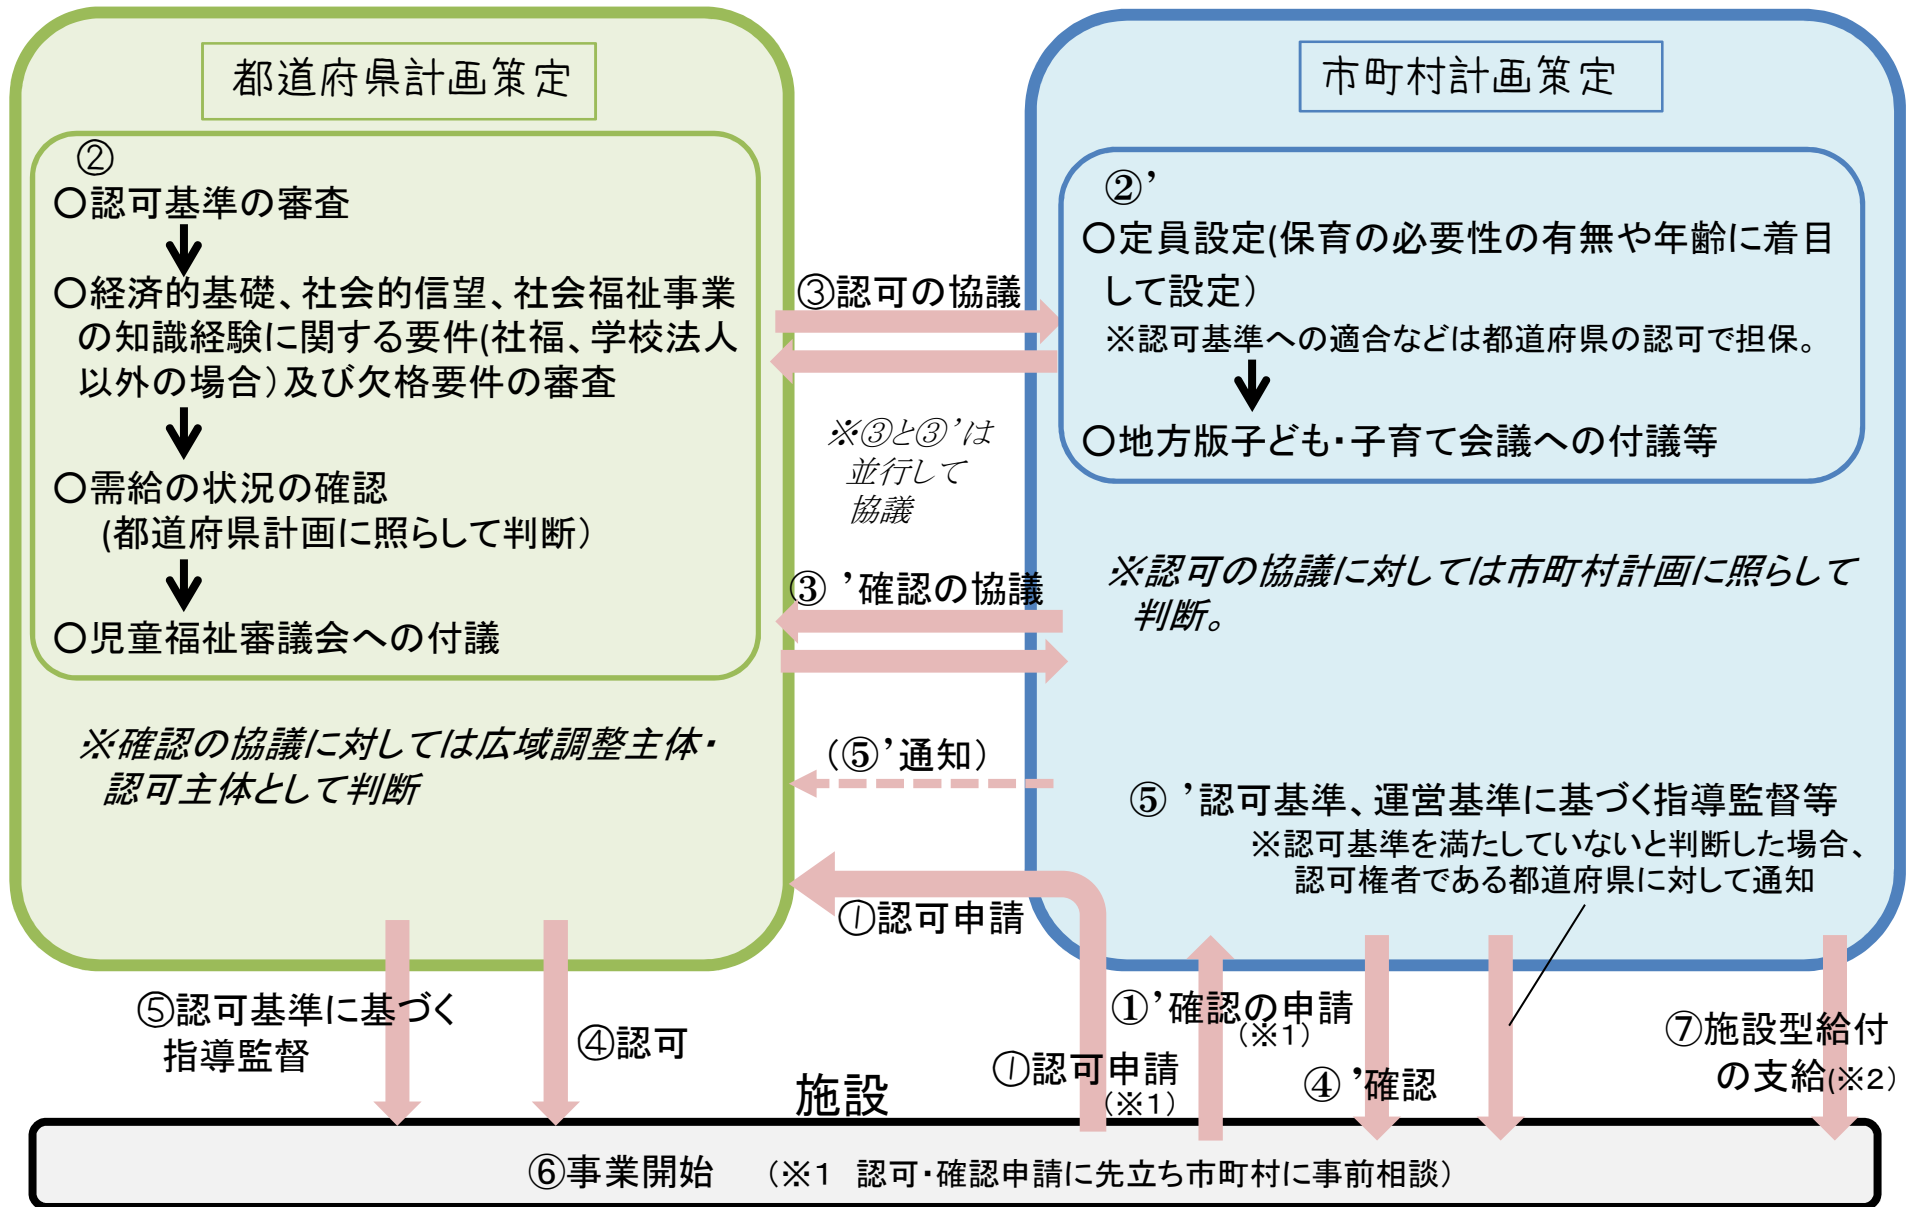 都道府県計画策定
②
〇認可基準の審査
〇経済的基礎、社会的信望、社会福祉事業
の知識経験に関する要件(社福、学校法人
以外の場合）及び欠格要件の審査
〇需給の状況の確認
(都道府県計画に照らして判断）
〇児童福祉審議会への付議
※確認の協議に対しては広域調整主体・
認可主体として判断
③認可の協議
※③と③’は
並行して
協議
③ ’確認の協議
（⑤’通知）
①認可申請
市町村計画策定
②’
〇定員設定(保育の必要性の有無や年齢に着目
して設定）
※認可基準への適合などは都道府県の認可で担保。
〇地方版子ども・子育て会議への付議等
※認可の協議に対しては市町村計画に照らして
判断。
⑤ ’認可基準、運営基準に基づく指導監督等
※認可基準を満たしていないと判断した場合、
認可権者である都道府県に対して通知
⑤認可基準に基づく
指導監督
④認可
施設
①認可申請
（※1）
①’確認の申請
（※1）
④ ’確認
⑦施設型給付
の支給(※2）
⑥事業開始　（※1　認可・確認申請に先立ち市町村に事前相談）